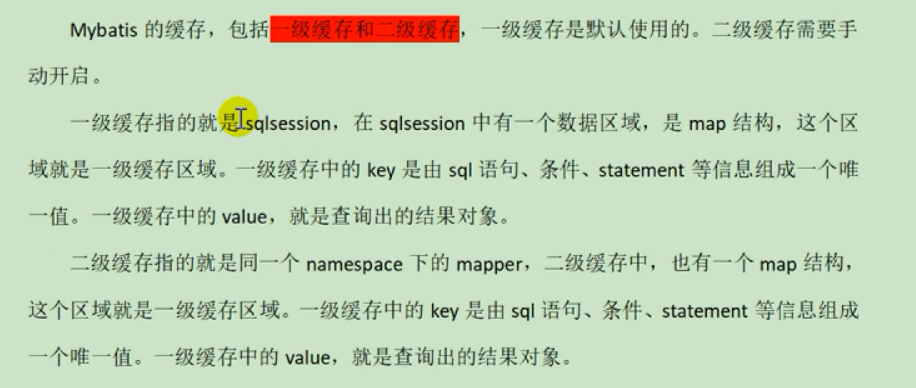 Mybatis 的缓存，包括一级缓存和二级缓存，一级缓存是默认使用的。二级缓存需要手
动开启。
一级缓存指的就是 sqlsession，在 sqlsession 中有一个数据区域，是 map 结构，这个区
域就是一级缓存区域。一级缓存中的 key 是由 sql 语句、条件、statement 等信息组成一个唯
一值。一级缓存中的 value，就是查询出的结果对象。
二级缓存指的就是同一个 namespace 下的 mapper，二级缓存中，也有一个 map 结构，
这个区域就是一级缓存区域。一级缓存中的 key 是由 sql 语句、条件、statement 等信息组成
一个唯一值。一级缓存中的 value，就是查询出的结果对象。